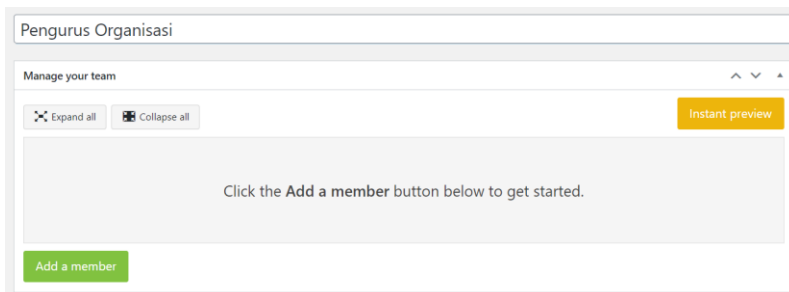 Pengurus Organisasi
Manage your team
Expand all Collapse all Instant preview
Click the Add a member button below to get started.
Add a member